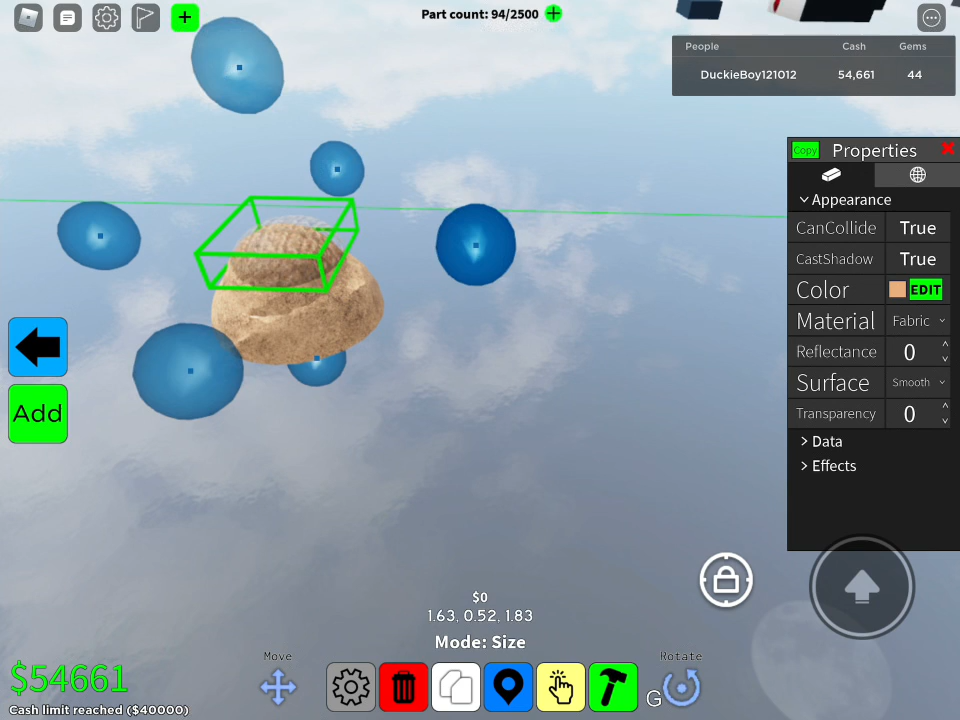 Part count: 94/2500
People Cash Gems
DuckieBoy121012 54,661 44
Copy Properties
Appearance
CanCollide True
CastShadow True
Color EDIT
Material Fabric
Reflectance 0
Surface Smooth
Transparency 0
Data
Effects
Add
$0
1.63, 0.52, 1.83
Mode: Size
Move
Rotate
G
$54661
Cash limit reached ($40000)